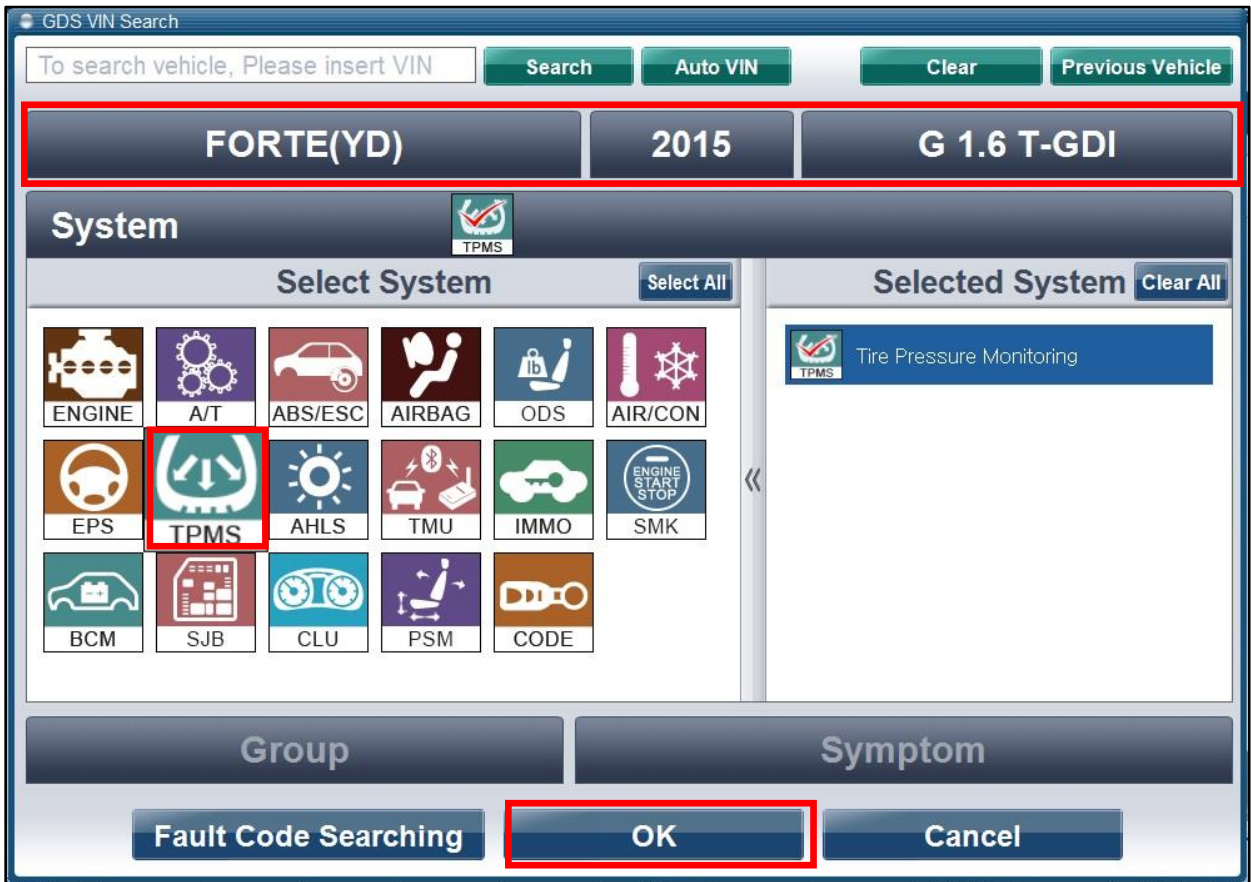 GDS VIN Search
To search vehicle, Please insert VIN Search Auto VIN Clear Previous Vehicle
FORTE(YD) 2015 G 1.6 T-GDI
System TPMS
Select System Select All Selected System Clear All
TPMS Tire Pressure Monitoring
lb
ENGINE A/T ABS/ESC AIRBAG ODS AIR/CON
ENGINE START STOP
EPS TPMS AHLS TMU IMMO SMK
BCM SJB CLU PSM CODE
Group Symptom
Fault Code Searching OK Cancel